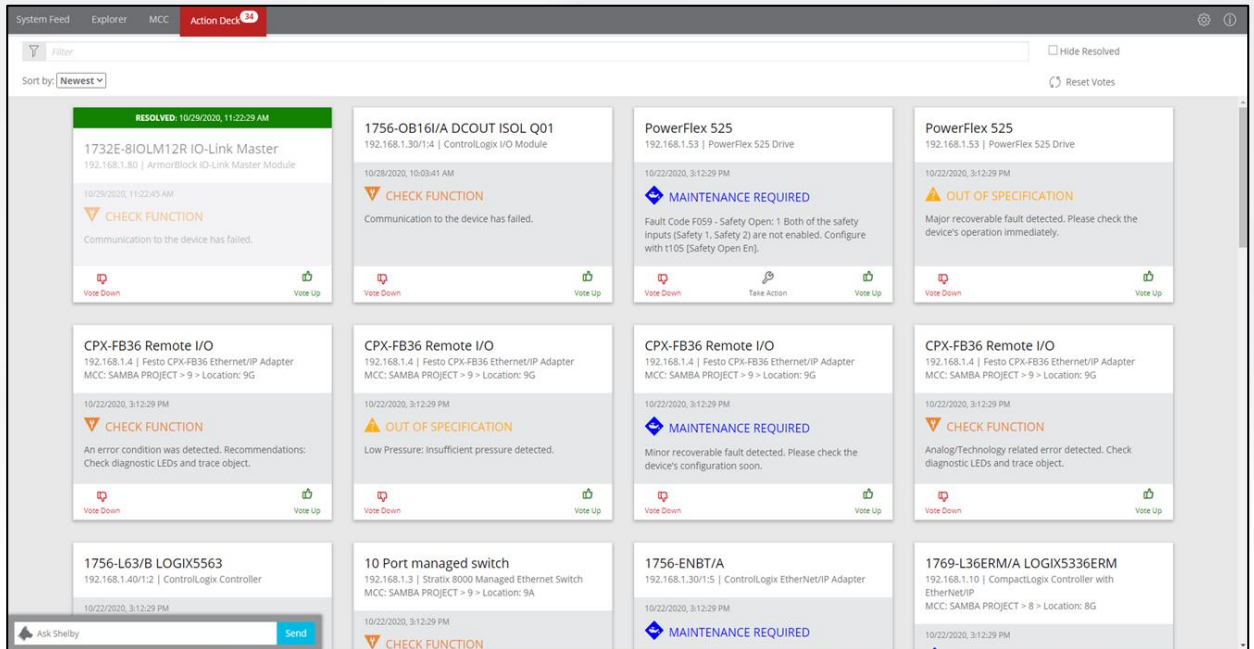 System Feed Explorer MCC Action Deck 34
Filter
Hide Resolved
Sort by: Newest
Reset Votes
RESOLVED: 10/29/2020, 11:22:29 AM
1732E-8IOLM12R IO-Link Master
192.168.1.80 | ArmorBlock IO-Link Master Module
10/29/2020, 11:22:45 AM
CHECK FUNCTION
Communication to the device has failed.
Vote Down Vote Up
1756-OB16I/A DCOUT ISOL Q01
192.168.1.30/1:4 | ControlLogix I/O Module
10/28/2020, 10:03:41 AM
CHECK FUNCTION
Communication to the device has failed.
Vote Down Vote Up
PowerFlex 525
192.168.1.53 | PowerFlex 525 Drive
10/22/2020, 3:12:29 PM
MAINTENANCE REQUIRED
Fault Code F059 - Safety Open: 1 Both of the safety
inputs (Safety 1, Safety 2) are not enabled. Configure
with t105 [Safety Open En].
Vote Down Take Action Vote Up
PowerFlex 525
192.168.1.53 | PowerFlex 525 Drive
10/22/2020, 3:12:29 PM
OUT OF SPECIFICATION
Major recoverable fault detected. Please check the
device's operation immediately.
Vote Down Vote Up
CPX-FB36 Remote I/O
192.168.1.4 | Festo CPX-FB36 Ethernet/IP Adapter
MCC: SAMBA PROJECT > 9 > Location: 9G
10/22/2020, 3:12:29 PM
CHECK FUNCTION
An error condition was detected. Recommendations:
Check diagnostic LEDs and trace object.
Vote Down Vote Up
CPX-FB36 Remote I/O
192.168.1.4 | Festo CPX-FB36 Ethernet/IP Adapter
MCC: SAMBA PROJECT > 9 > Location: 9G
10/22/2020, 3:12:29 PM
OUT OF SPECIFICATION
Low Pressure: Insufficient pressure detected.
Vote Down Vote Up
CPX-FB36 Remote I/O
192.168.1.4 | Festo CPX-FB36 Ethernet/IP Adapter
MCC: SAMBA PROJECT > 9 > Location: 9G
10/22/2020, 3:12:29 PM
MAINTENANCE REQUIRED
Minor recoverable fault detected. Please check the
device's configuration soon.
Vote Down Vote Up
CPX-FB36 Remote I/O
192.168.1.4 | Festo CPX-FB36 Ethernet/IP Adapter
MCC: SAMBA PROJECT > 9 > Location: 9G
10/22/2020, 3:12:29 PM
CHECK FUNCTION
Analog/Technology related error detected. Check
diagnostic LEDs and trace object.
Vote Down Vote Up
1756-L63/B LOGIX5563
192.168.1.40/1:2 | ControlLogix Controller
10/22/2020, 3:12:29 PM
10 Port managed switch
192.168.1.3 | Stratix 8000 Managed Ethernet Switch
MCC: SAMBA PROJECT > 9 > Location: 9A
10/22/2020, 3:12:29 PM
CHECK FUNCTION
1756-ENBT/A
192.168.1.30/1:5 | ControlLogix EtherNet/IP Adapter
10/22/2020, 3:12:29 PM
MAINTENANCE REQUIRED
1769-L36ERM/A LOGIX5336ERM
192.168.1.10 | CompactLogix Controller with
EtherNet/IP
MCC: SAMBA PROJECT > 8 > Location: 8G
10/22/2020, 3:12:29 PM
Ask Shelby Send